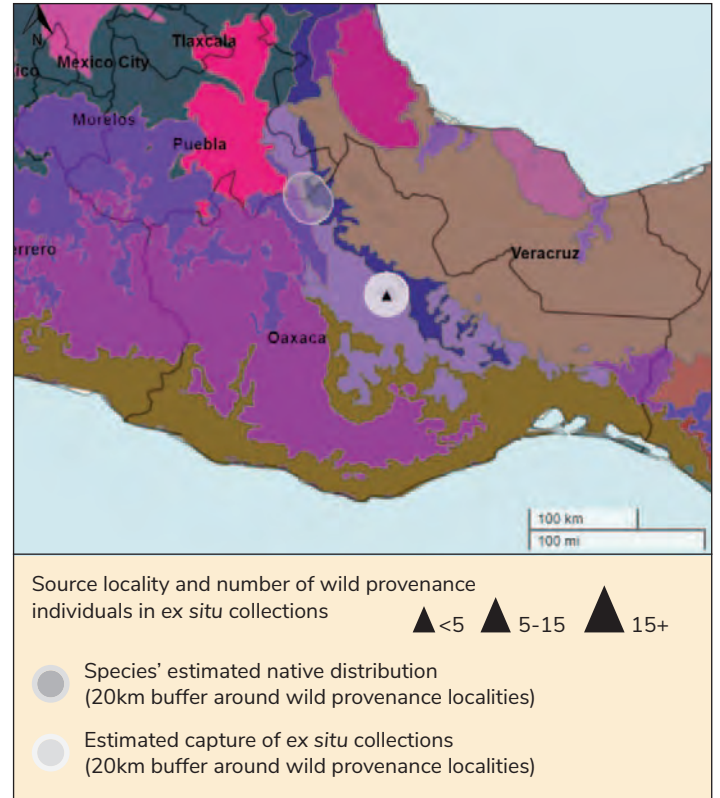 N
Tlaxcala
Mexico City
ico
Morelos
Puebla
errero
Veracruz
Oaxaca
100 km
100 mi
Source locality and number of wild provenance
individuals in ex situ collections
<5 5-15 15+
Species’ estimated native distribution
(20km buffer around wild provenance localities)
Estimated capture of ex situ collections
(20km buffer around wild provenance localities)